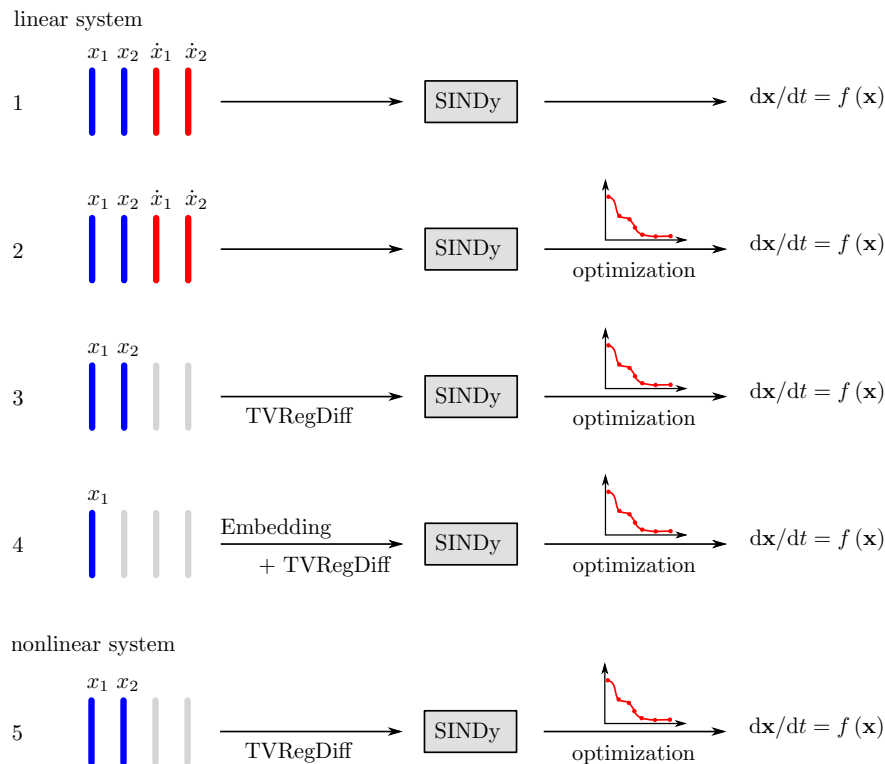 linear system
x₁ x₂ ẋ₁ ẋ₂
1 SINDy dx/dt = f (x)
x₁ x₂ ẋ₁ ẋ₂
2 SINDy dx/dt = f (x)
optimization
x₁ x₂
3 SINDy dx/dt = f (x)
TVRegDiff optimization
x₁
Embedding
4 SINDy dx/dt = f (x)
+ TVRegDiff optimization
nonlinear system
x₁ x₂
5 SINDy dx/dt = f (x)
TVRegDiff optimization